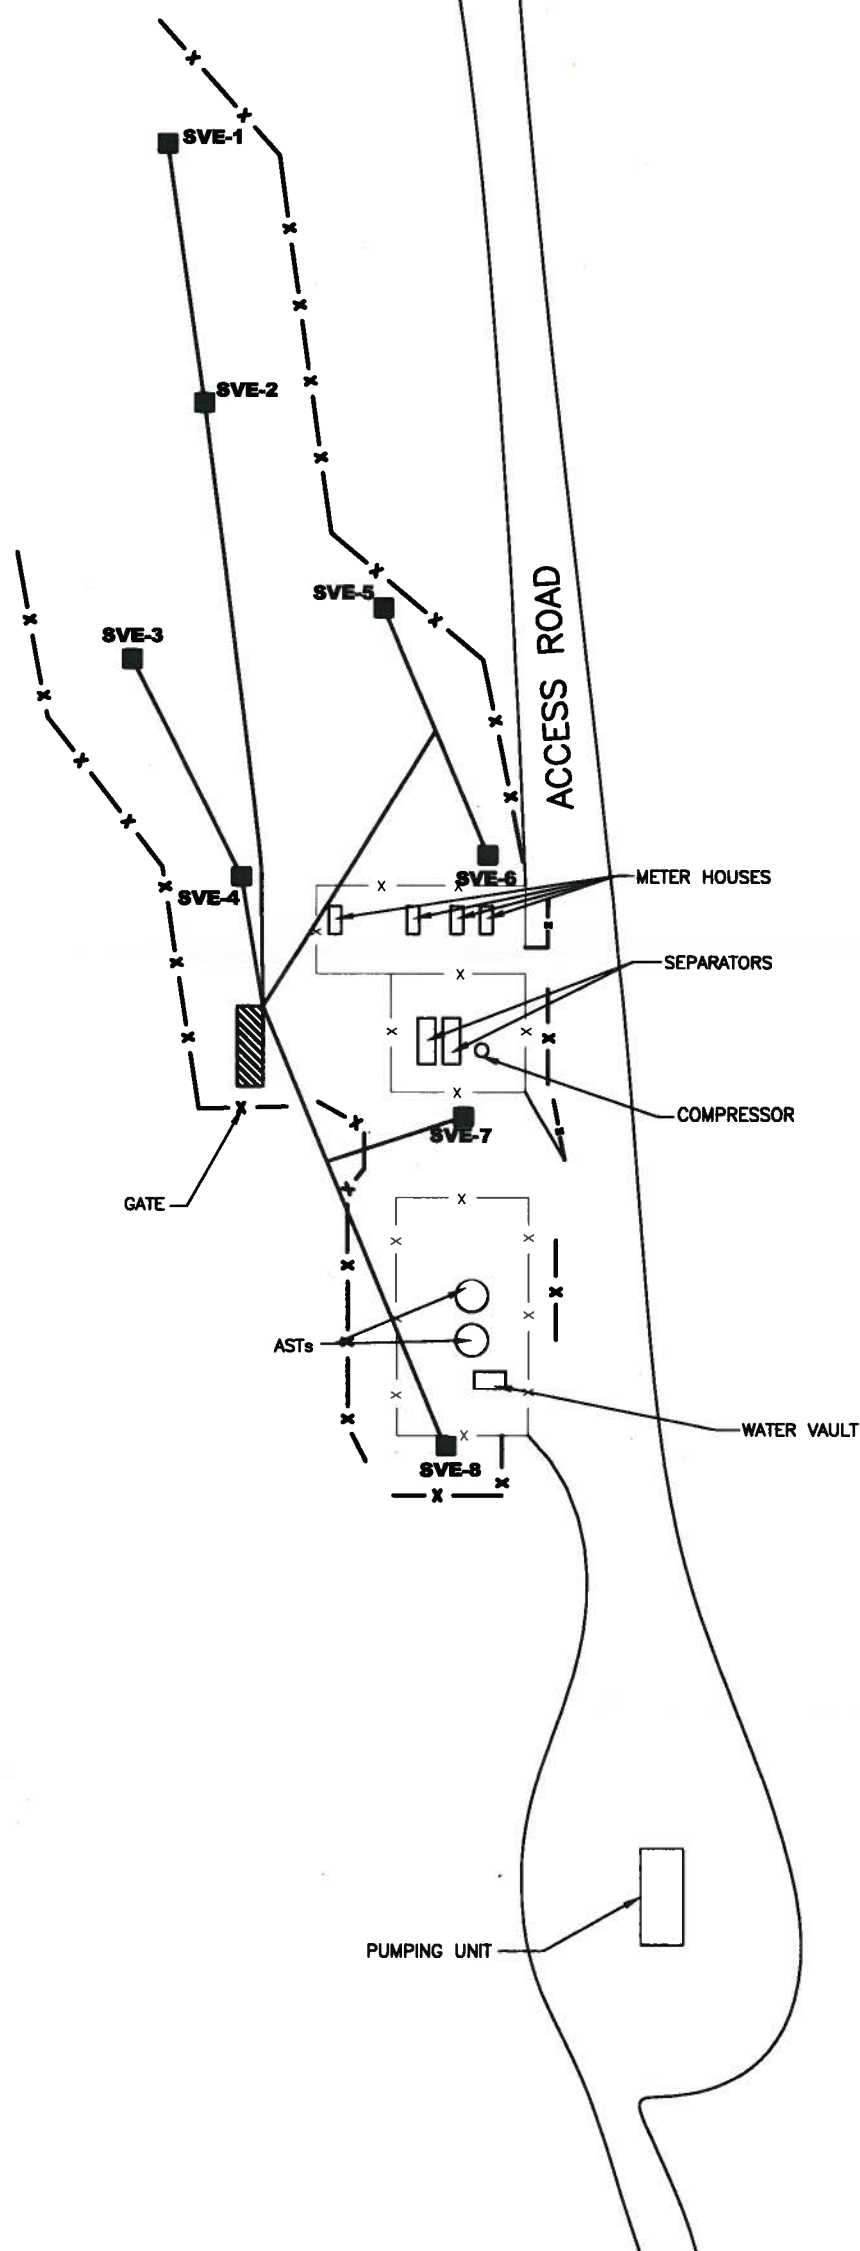 SVE-1
SVE-2
SVE-5
SVE-3
ACCESS ROAD
SVE-6
METER HOUSES
SVE-4
SEPARATORS
COMPRESSOR
SVE-7
GATE
ASTs
WATER VAULT
SVE-8
PUMPING UNIT